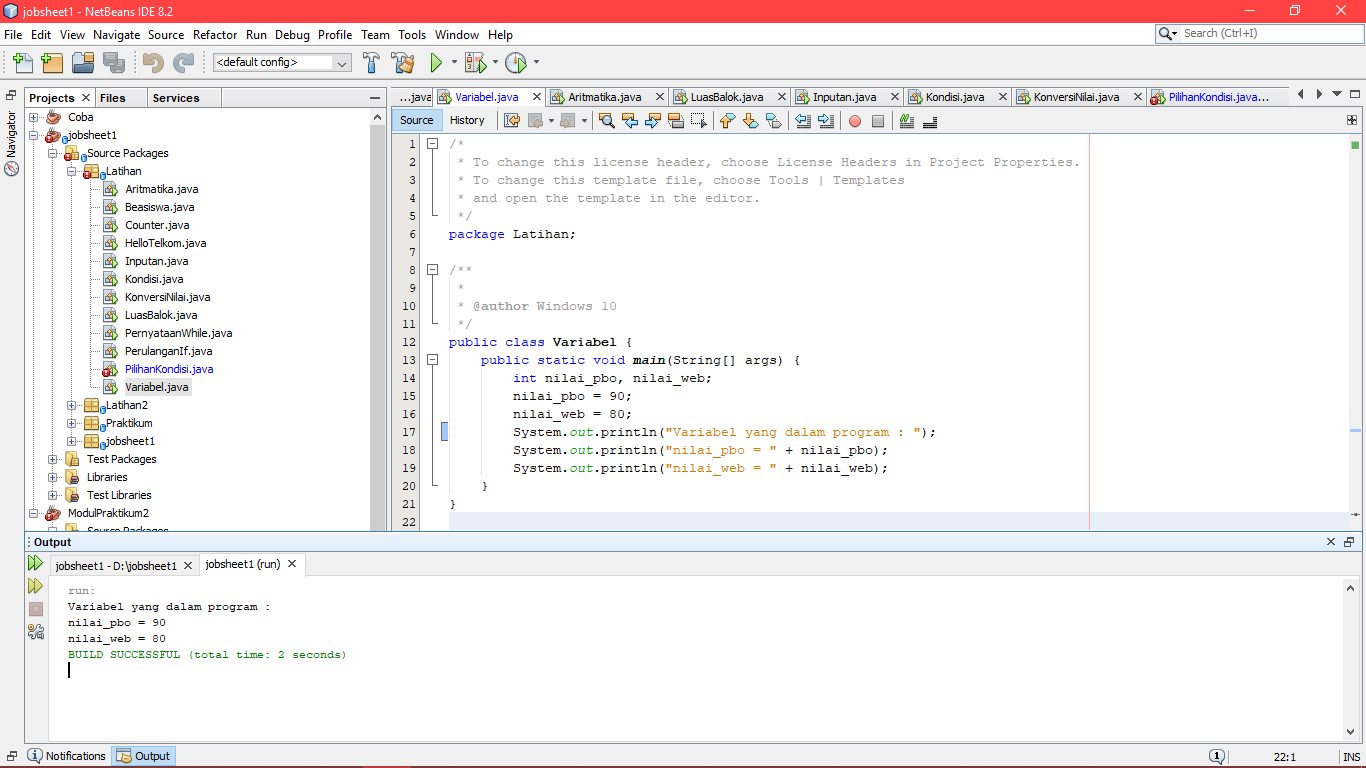 jobsheet1 - NetBeans IDE 8.2
File Edit View Navigate Source Refactor Run Debug Profile Team Tools Window Help
Search (Ctrl+I)
<default config>
Projects Files Services
Navigator
Coba
jobsheet1
Source Packages
Latihan
Aritmatika.java
Beasiswa.java
Counter.java
HelloTelkom.java
Inputan.java
Kondisi.java
KonversiNilai.java
LuasBalok.java
PernyataanWhile.java
PerulanganIf.java
PilihanKondisi.java
Variabel.java
Latihan2
Praktikum
jobsheet1
Test Packages
Libraries
Test Libraries
ModulPraktikum2
Source Packages
...java Variabel.java Aritmatika.java LuasBalok.java Inputan.java Kondisi.java KonversiNilai.java PilihanKondisi.java...
Source History
1 /*
2 * To change this license header, choose License Headers in Project Properties.
3 * To change this template file, choose Tools | Templates
4 * and open the template in the editor.
5 */
6 package Latihan;
7
8 /**
9 *
10 * @author Windows 10
11 */
12 public class Variabel {
13 public static void main(String[] args) {
14 int nilai_pbo, nilai_web;
15 nilai_pbo = 90;
16 nilai_web = 80;
17 System.out.println("Variabel yang dalam program : ");
18 System.out.println("nilai_pbo = " + nilai_pbo);
19 System.out.println("nilai_web = " + nilai_web);
20 }
21 }
22
Output
jobsheet1 - D:\jobsheet1 jobsheet1 (run)
run:
Variabel yang dalam program :
nilai_pbo = 90
nilai_web = 80
BUILD SUCCESSFUL (total time: 2 seconds)
Notifications Output
1 22:1 INS